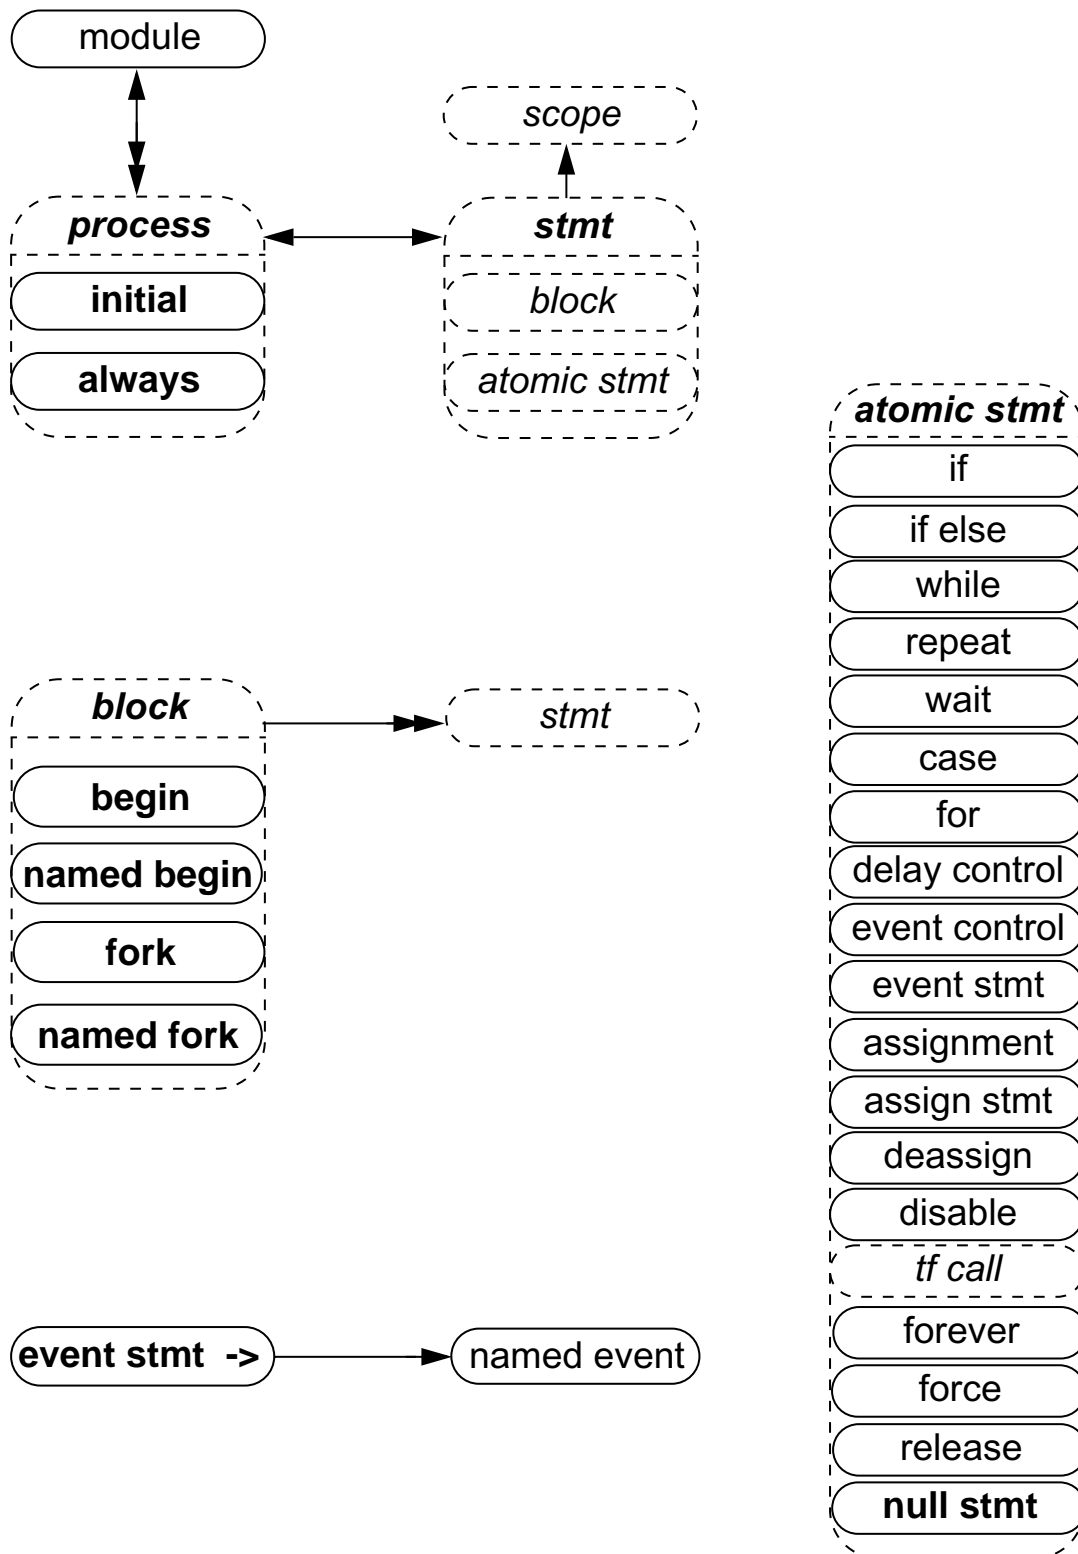 module
scope
process
stmt
initial
block
always
atomic stmt
atomic stmt
if
if else
while
repeat
wait
case
for
delay control
event control
event stmt
assignment
assign stmt
deassign
disable
tf call
forever
force
release
null stmt
block
stmt
begin
named begin
fork
named fork
event stmt ->
named event